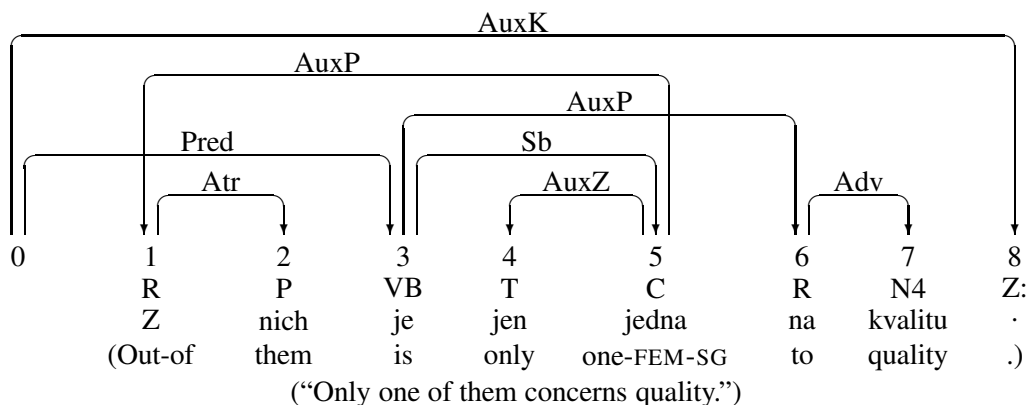 AuxK
AuxP
AuxP
Pred Sb
Atr AuxZ Adv
0 1 2 3 4 5 6 7 8
R P VB T C R N4 Z:
Z nich je jen jedna na kvalitu .
(Out-of them is only one-FEM-SG to quality .)
(“Only one of them concerns quality.”)